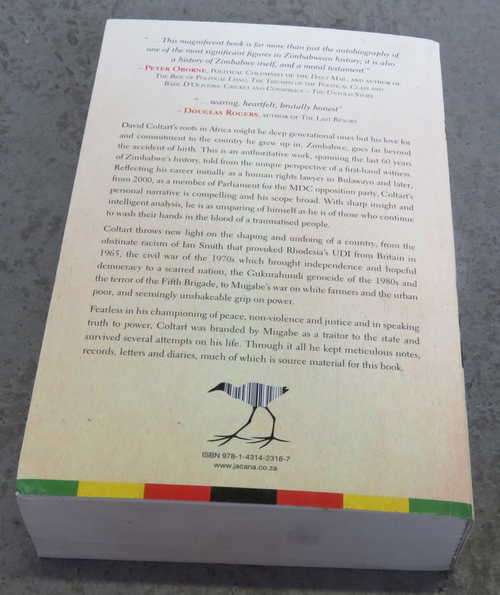 "This magnificent book is far more than just the autobiography of
one of the most significant figures in Zimbabwean history; it is also
a history of Zimbabwe itself, and a moral testament."
– PETER OBORNE, POLITICAL COLUMNIST OF THE DAILY MAIL, AND AUTHOR OF
THE RISE OF POLITICAL LYING, THE TRIUMPH OF THE POLITICAL CLASS AND
BASIL D'OLIVEIRA: CRICKET AND CONSPIRACY – THE UNTOLD STORY
"... searing, heartfelt, brutally honest"
– DOUGLAS ROGERS, AUTHOR OF THE LAST RESORT
David Coltart's roots in Africa might be deep generational ones but his love for
and commitment to the country he grew up in, Zimbabwe, goes far beyond
the accident of birth. This is an authoritative work, spanning the last 60 years
of Zimbabwe's history, told from the unique perspective of a first-hand witness.
Reflecting his career initially as a human rights lawyer in Bulawayo and later,
from 2000, as a member of Parliament for the MDC opposition party, Coltart's
personal narrative is compelling and his scope broad. With sharp insight and
intelligent analysis, he is as unsparing of himself as he is of those who continue
to wash their hands in the blood of a traumatised people.
Coltart throws new light on the shaping and undoing of a country, from the
obstinate racism of Ian Smith that provoked Rhodesia's UDI from Britain in
1965, the civil war of the 1970s which brought independence and hopeful
democracy to a scarred nation, the Gukurahundi genocide of the 1980s and
the terror of the Fifth Brigade, to Mugabe's war on white farmers and the urban
poor, and seemingly unshakeable grip on power.
Fearless in his championing of peace, non-violence and justice and in speaking
truth to power, Coltart was branded by Mugabe as a traitor to the state and
survived several attempts on his life. Through it all he kept meticulous notes,
records, letters and diaries, much of which is source material for this book.
ISBN 978-1-4314-2318-7
www.jacana.co.za